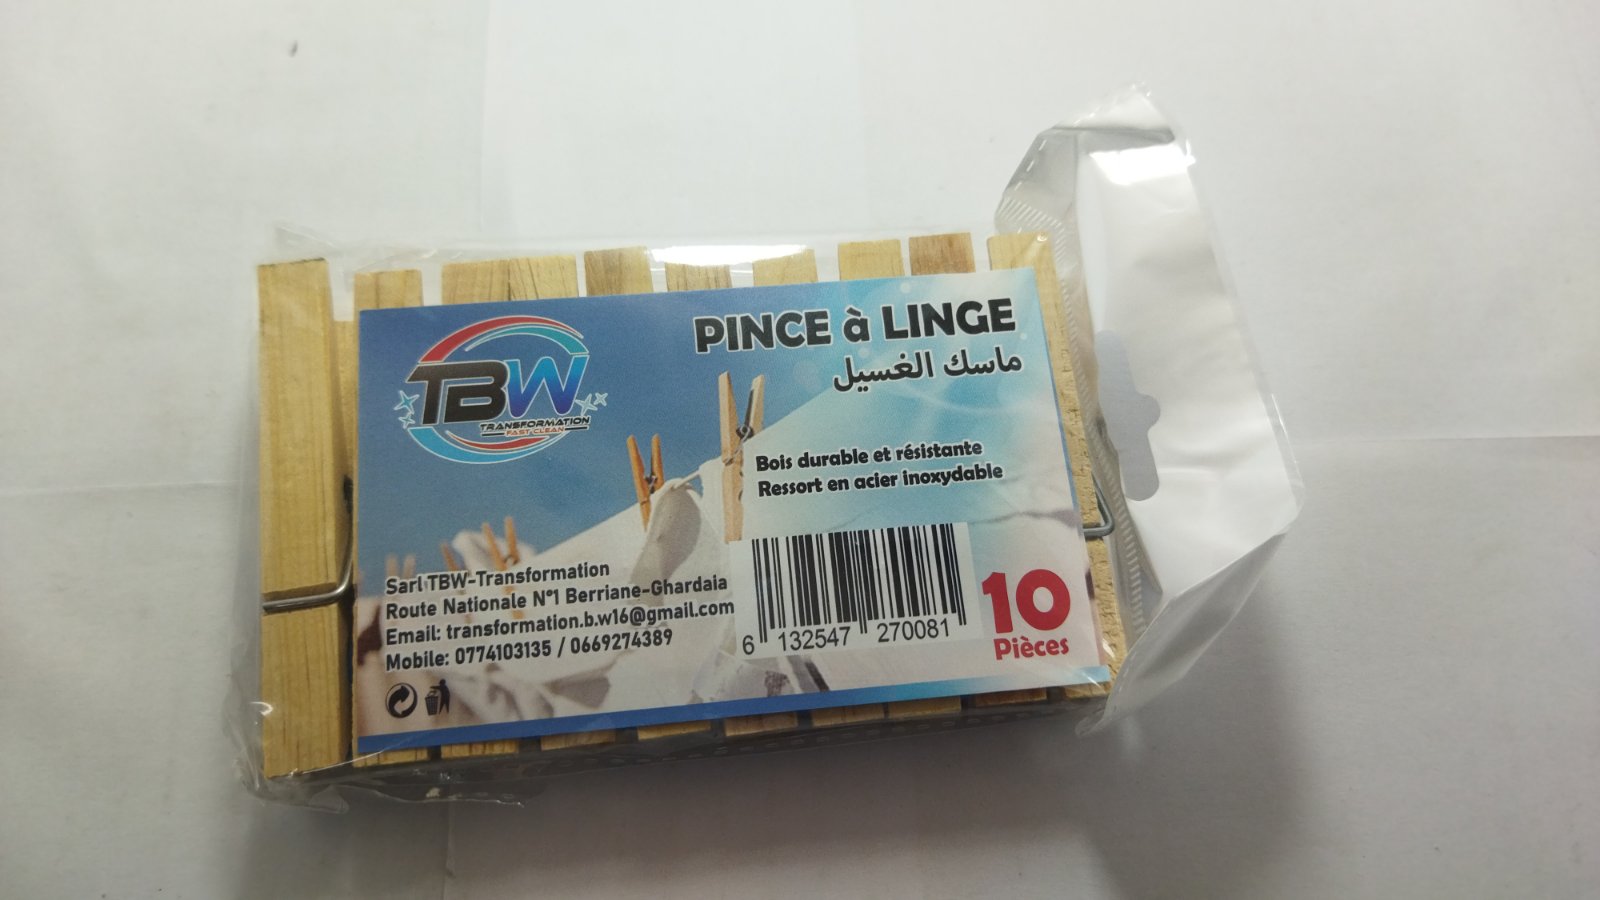 TBW
TRANSFORMATION
FAST CLEAN
PINCE à LINGE
ماسك الغسيل
Bois durable et résistante
Ressort en acier inoxydable
Sarl TBW-Transformation
Route Nationale N°1 Berriane-Ghardaia
Email: transformation.b.w16@gmail.com
Mobile: 0774103135 / 0669274389
6 132547 270081
10
Pièces